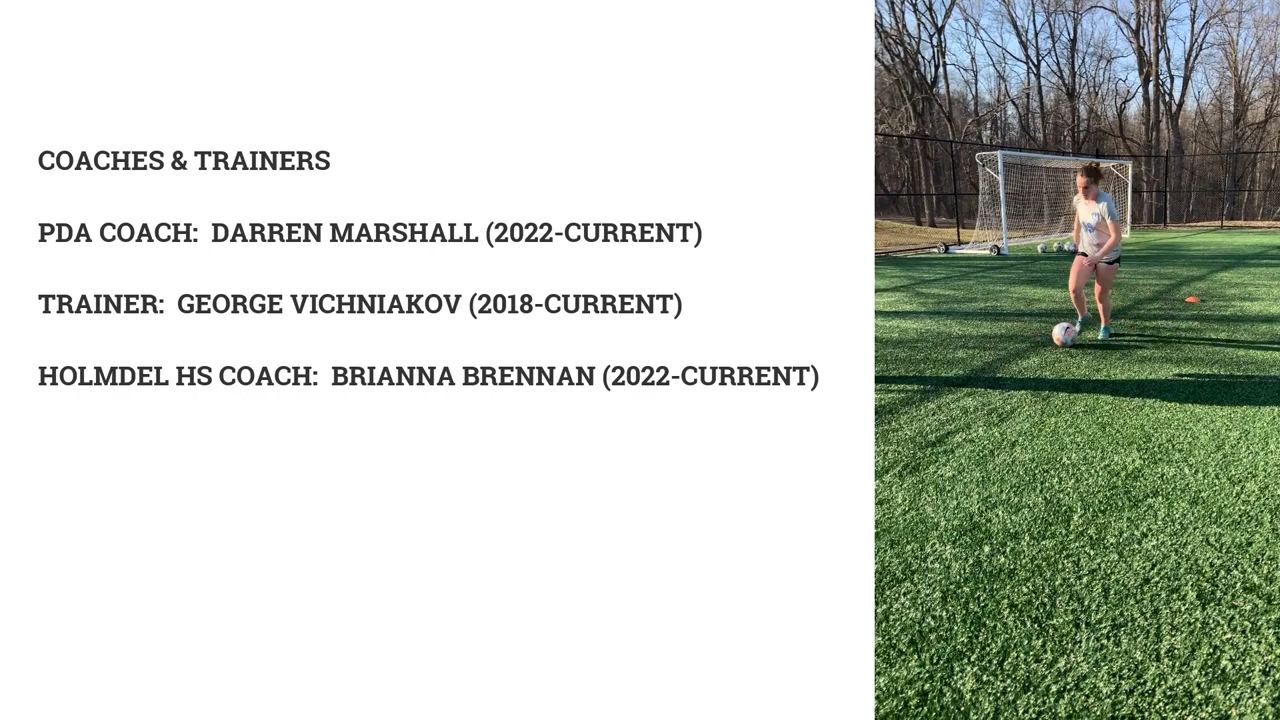 COACHES & TRAINERS
PDA COACH:  DARREN MARSHALL (2022-CURRENT)
TRAINER:  GEORGE VICHNIAKOV (2018-CURRENT)
HOLMDEL HS COACH:  BRIANNA BRENNAN (2022-CURRENT)